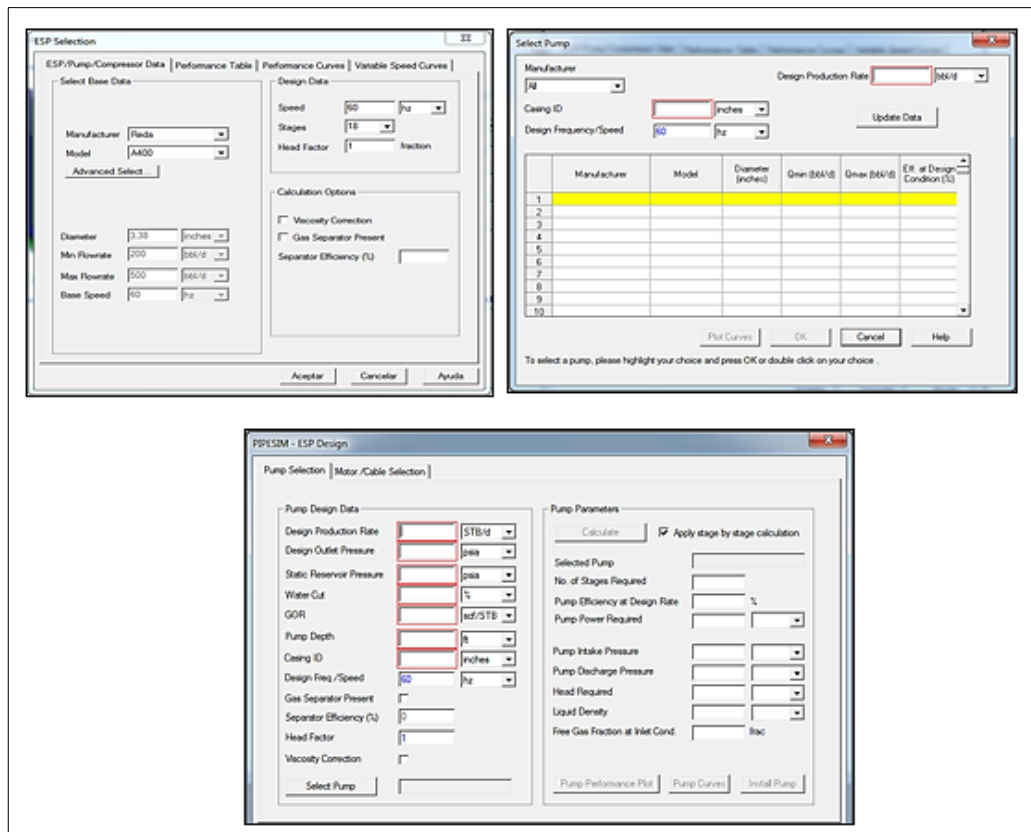 ESP Selection
ESP/Pump/Compressor Data Performance Table Performance Curves Variable Speed Curves
Select Base Data
Manufacturer Reda
Model A400
Advanced Select...
Diameter 3.38 inches
Min Flowrate 200 bbl/d
Max Flowrate 500 bbl/d
Base Speed 60 hz
Design Data
Speed 60 hz
Stages 18
Head Factor 1 fraction
Calculation Options
Viscosity Correction
Gas Separator Present
Separator Efficiency (%)
Aceptar Cancelar Ayuda
Select Pump
Manufacturer
All
Design Production Rate bbl/d
Casing ID inches
Update Data
Design Frequency/Speed 60 hz
Manufacturer Model Diameter (inches) Qmin (bbl/d) Qmax (bbl/d) Eff. at Design Condition (%)
1
2
3
4
5
6
7
8
9
10
Plot Curves OK Cancel Help
To select a pump, please highlight your choice and press OK or double click on your choice .
PIPESIM - ESP Design
Pump Selection Motor /Cable Selection
Pump Design Data
Design Production Rate STB/d
Design Outlet Pressure psia
Static Reservoir Pressure psia
Water Cut %
GOR scf/STB
Pump Depth ft
Casing ID inches
Design Freq./Speed 60 hz
Gas Separator Present
Separator Efficiency (%) 0
Head Factor 1
Viscosity Correction
Select Pump
Pump Parameters
Calculate Apply stage by stage calculation
Selected Pump
No. of Stages Required
Pump Efficiency at Design Rate %
Pump Power Required
Pump Intake Pressure
Pump Discharge Pressure
Head Required
Liquid Density
Free Gas Fraction at Inlet Cond. frac
Pump Performance Plot Pump Curves Install Pump